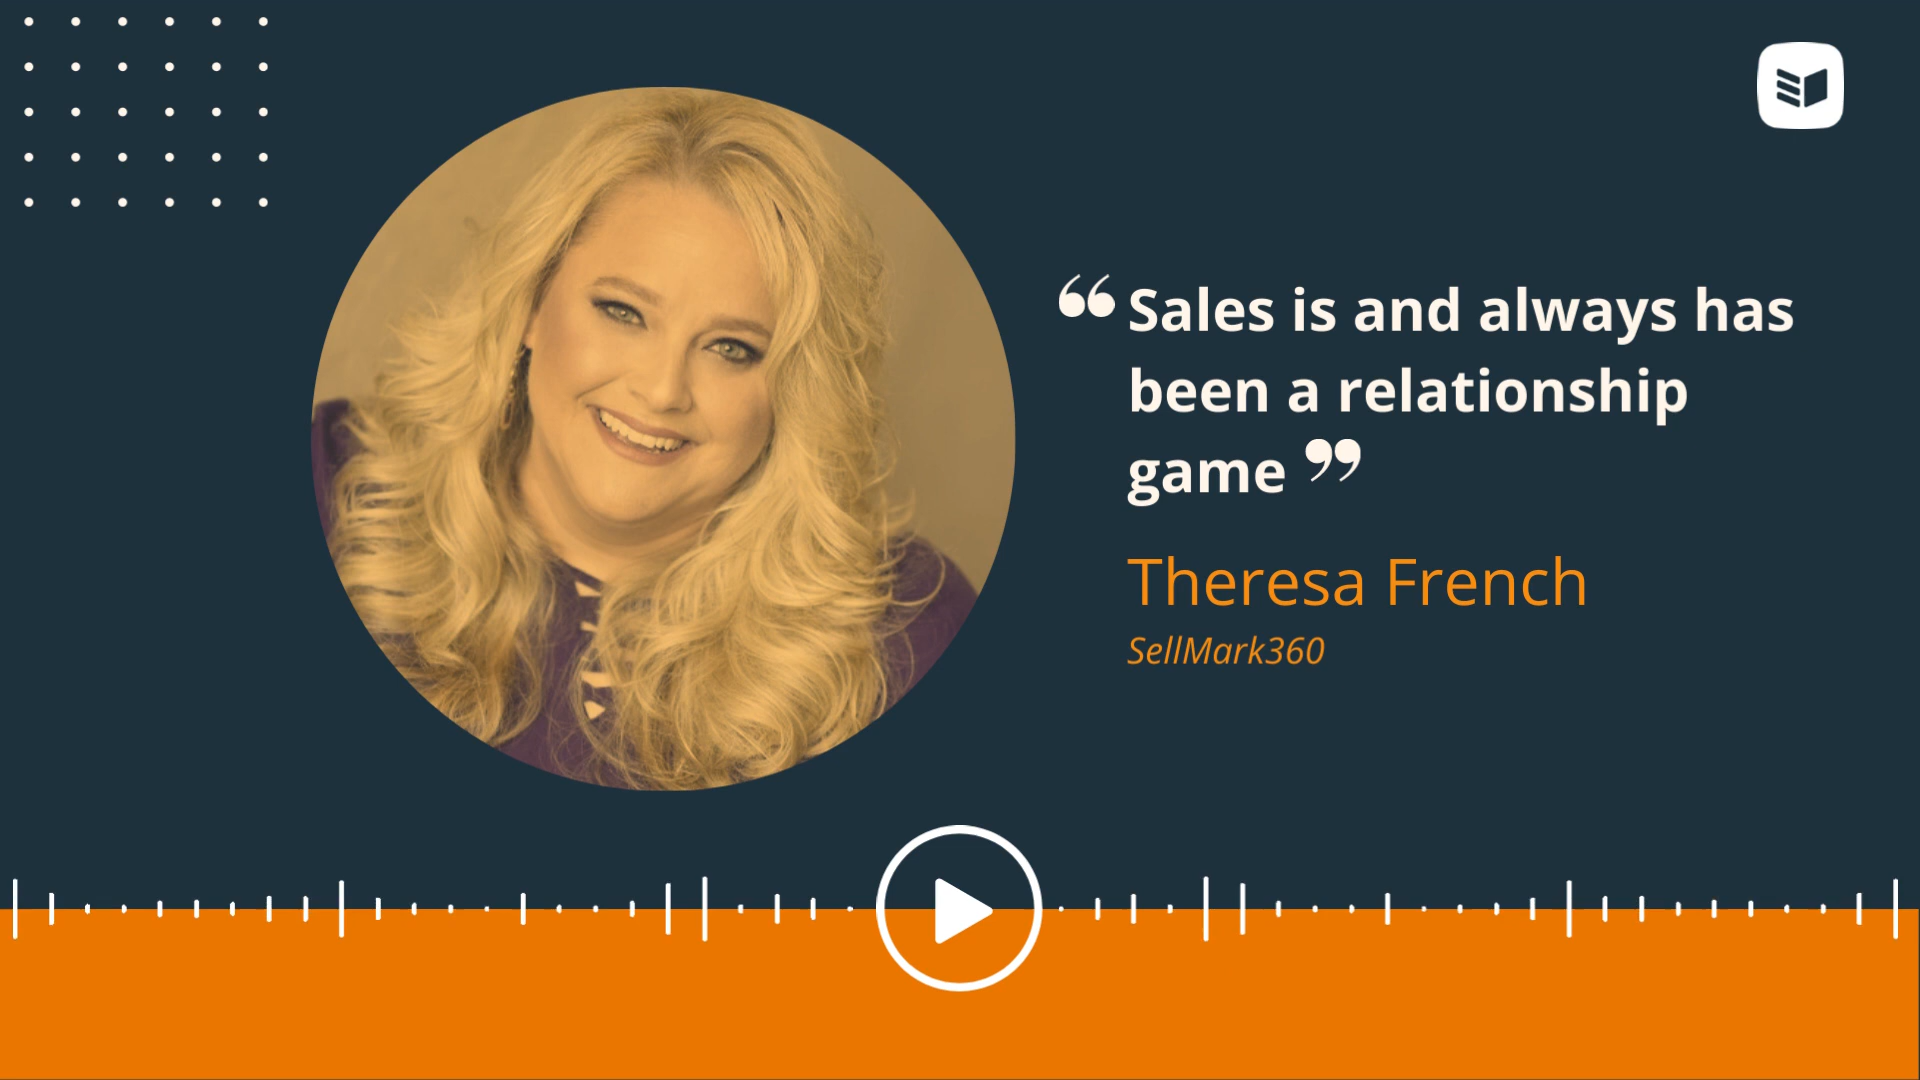 “ Sales is and always has
been a relationship
game ”
Theresa French
SellMark360